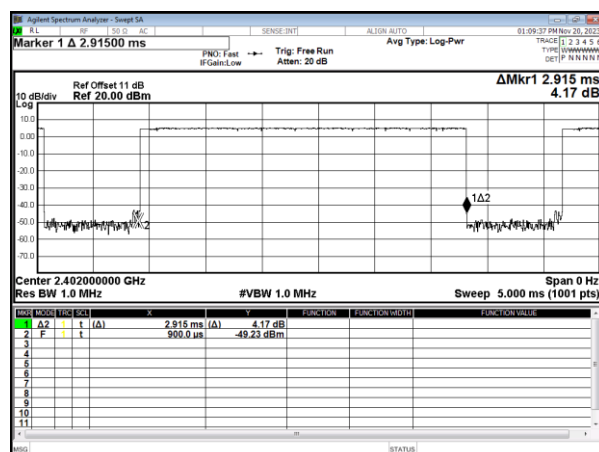 Agilent Spectrum Analyzer - Swept SA
RL RF 50 Ω AC SENSE:INT ALIGN AUTO 01:09:37 PM Nov 20, 2023
Marker 1 Δ 2.91500 ms
PNO: Fast Trig: Free Run
IFGain:Low Atten: 20 dB
Avg Type: Log-Pwr
TRACE 1 2 3 4 5 6
TYPE
DET P N N N N
Ref Offset 11 dB
10 dB/div Ref 20.00 dBm
Log
ΔMkr1 2.915 ms
4.17 dB
10.0
0.00
-10.0
-20.0
-30.0
-40.0
-50.0
-60.0
-70.0
1Δ2
2
Center 2.402000000 GHz Span 0 Hz
Res BW 1.0 MHz #VBW 1.0 MHz Sweep 5.000 ms (1001 pts)
MKR MODE TRC SCL X Y FUNCTION FUNCTION WIDTH FUNCTION VALUE
1 Δ2 1 t (Δ) 2.915 ms (Δ) 4.17 dB
2 F 1 t 900.0 µs -49.23 dBm
3
4
5
6
7
8
9
10
11
MSG STATUS